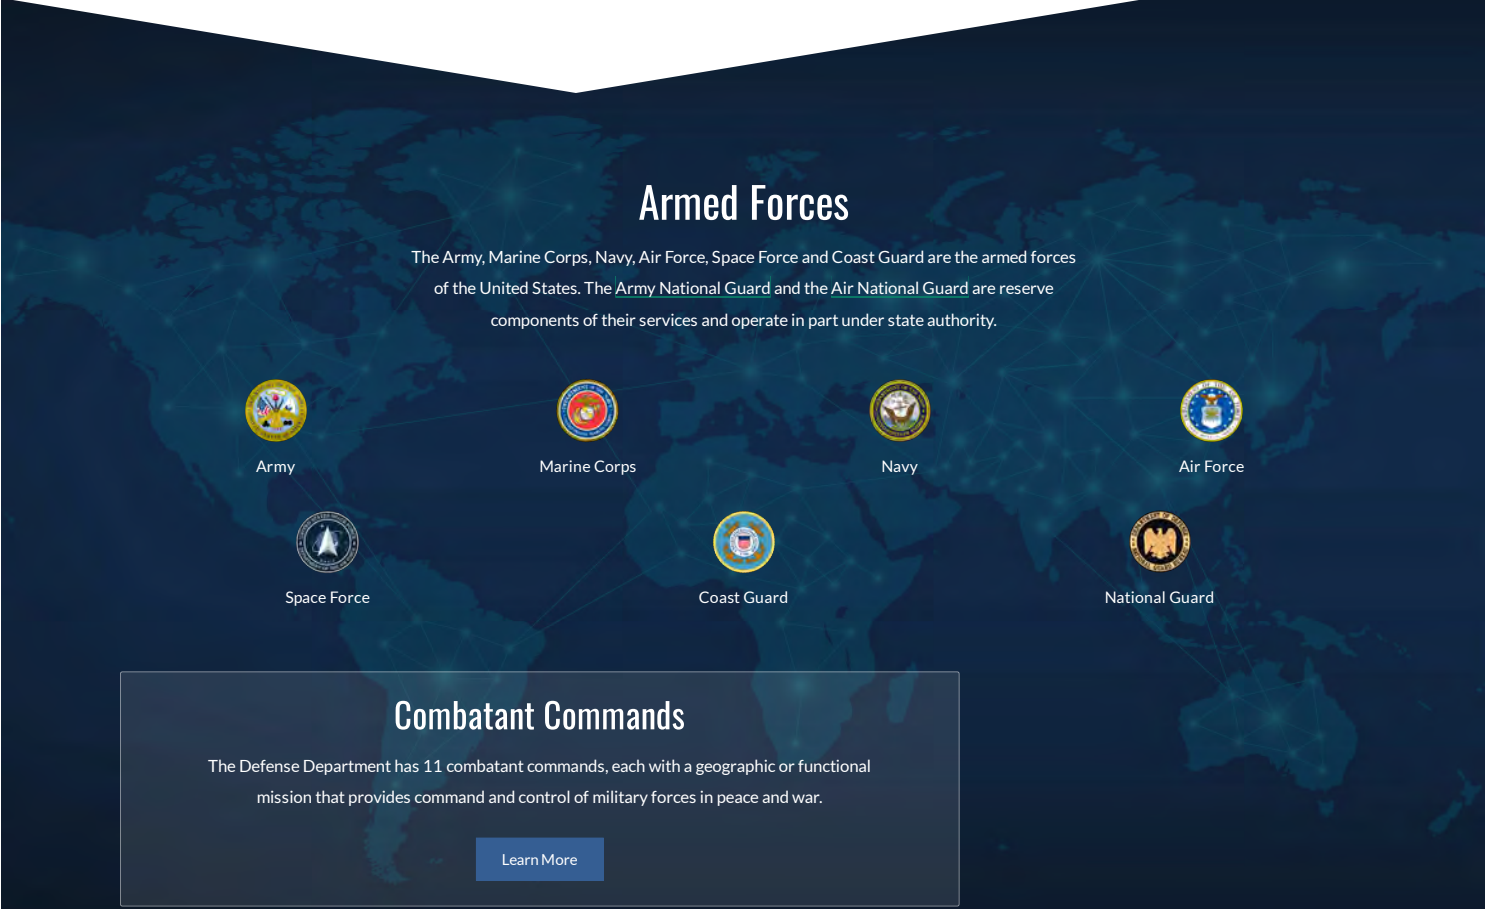 Armed Forces
The Army, Marine Corps, Navy, Air Force, Space Force and Coast Guard are the armed forces
of the United States. The Army National Guard and the Air National Guard are reserve
components of their services and operate in part under state authority.
Army
Marine Corps
Navy
Air Force
Space Force
Coast Guard
National Guard
Combatant Commands
The Defense Department has 11 combatant commands, each with a geographic or functional
mission that provides command and control of military forces in peace and war.
Learn More